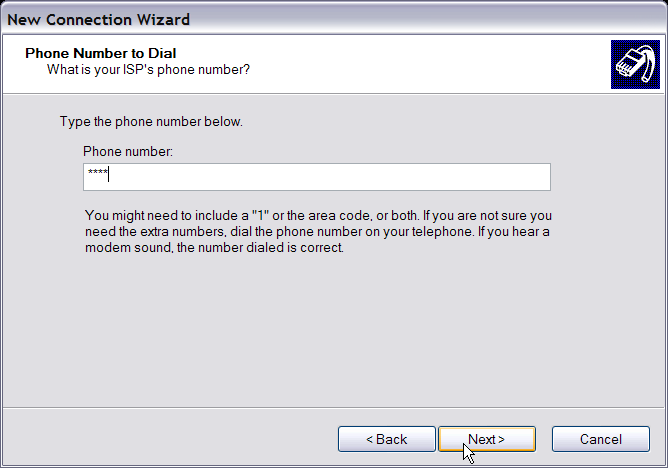 New Connection Wizard
Phone Number to Dial
What is your ISP's phone number?
Type the phone number below.
Phone number:
****
You might need to include a "1" or the area code, or both. If you are not sure you
need the extra numbers, dial the phone number on your telephone. If you hear a
modem sound, the number dialed is correct.
< Back Next > Cancel